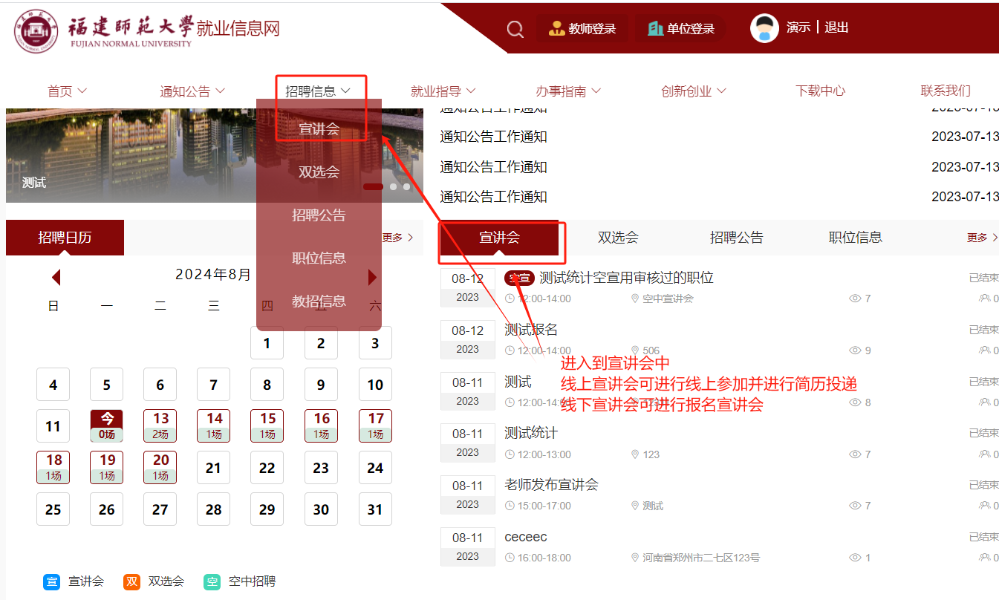 福建师范大学就业信息网
FUJIAN NORMAL UNIVERSITY
教师登录
单位登录
演示 | 退出
首页
通知公告
招聘信息
就业指导
办事指南
创新创业
下载中心
联系我们
宣讲会
双选会
招聘公告
职位信息
教招信息
测试
通知公告工作通知 2023-07-13
通知公告工作通知 2023-07-13
通知公告工作通知 2023-07-13
通知公告工作通知 2023-07-13
招聘日历
更多
2024年8月
日 一 二 三 四 五 六
1 2 3
4 5 6 7 8 9 10
11 今 13 14 15 16 17
0场 2场 1场 1场 1场 1场
18 19 20 21 22 23 24
1场 1场 1场
25 26 27 28 29 30 31
宣 宣讲会 双 双选会 空 空中招聘
宣讲会 双选会 招聘公告 职位信息 更多
08-12 空宣 测试统计空宣用审核过的职位 已结束
2023 12:00-14:00 空中宣讲会 7 0
08-12 测试报名 已结束
2023 12:00-14:00 506 9 0
08-11 测试 已结束
2023 12:00-14:00 123 8 0
08-11 测试统计 已结束
2023 12:00-13:00 123 7 0
08-11 老师发布宣讲会 已结束
2023 15:00-17:00 测试 7 0
08-11 ceceec 已结束
2023 16:00-18:00 河南省郑州市二七区123号 1 0
进入到宣讲会中
线上宣讲会可进行线上参加并进行简历投递
线下宣讲会可进行报名宣讲会